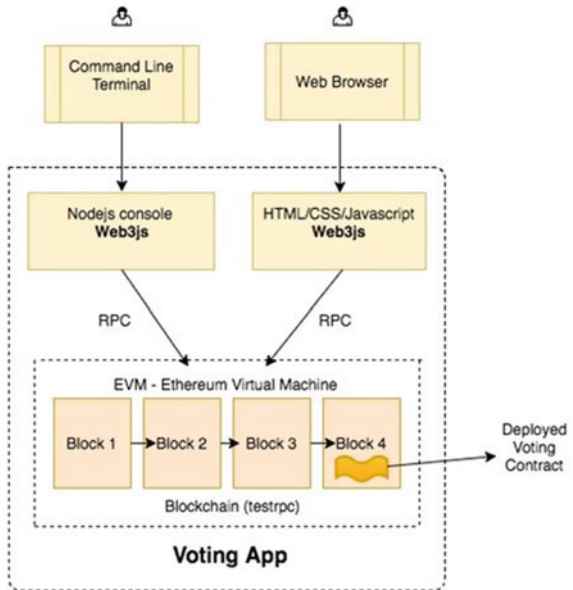 Command Line
Terminal
Web Browser
Nodejs console
Web3js
HTML/CSS/Javascript
Web3js
RPC
RPC
EVM - Ethereum Virtual Machine
Block 1
Block 2
Block 3
Block 4
Deployed
Voting
Contract
Blockchain (testrpc)
Voting App